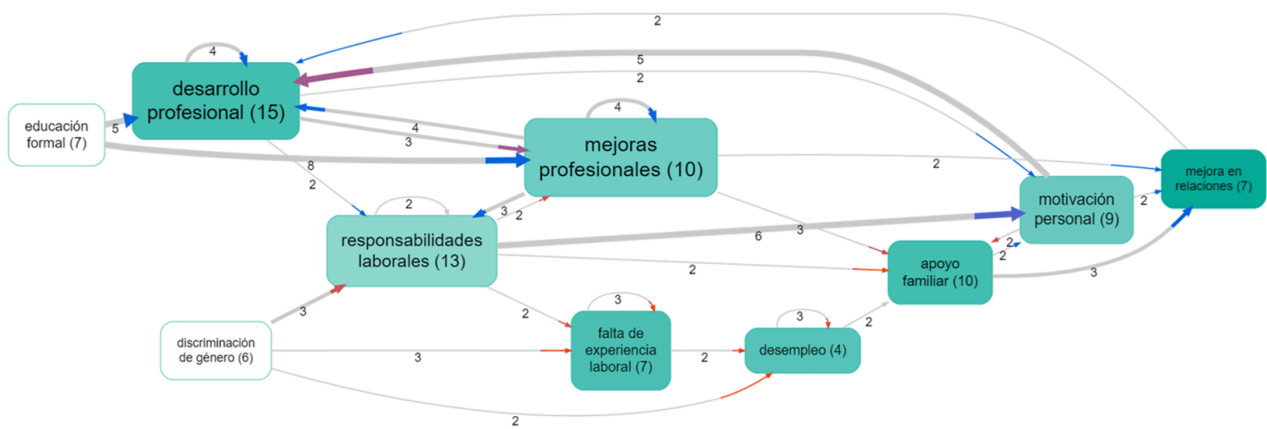 2
4
5
desarrollo
profesional (15)
2
educación
formal (7)
5
4
3
4
mejoras
profesionales (10)
8
2
2
mejora en
relaciones (7)
2
3
2
responsabilidades
laborales (13)
6
3
motivación
personal (9)
2
2
2
2
apoyo
familiar (10)
3
3
discriminación
de género (6)
2
3
falta de
experiencia
laboral (7)
3
2
3
desempleo (4)
2
2